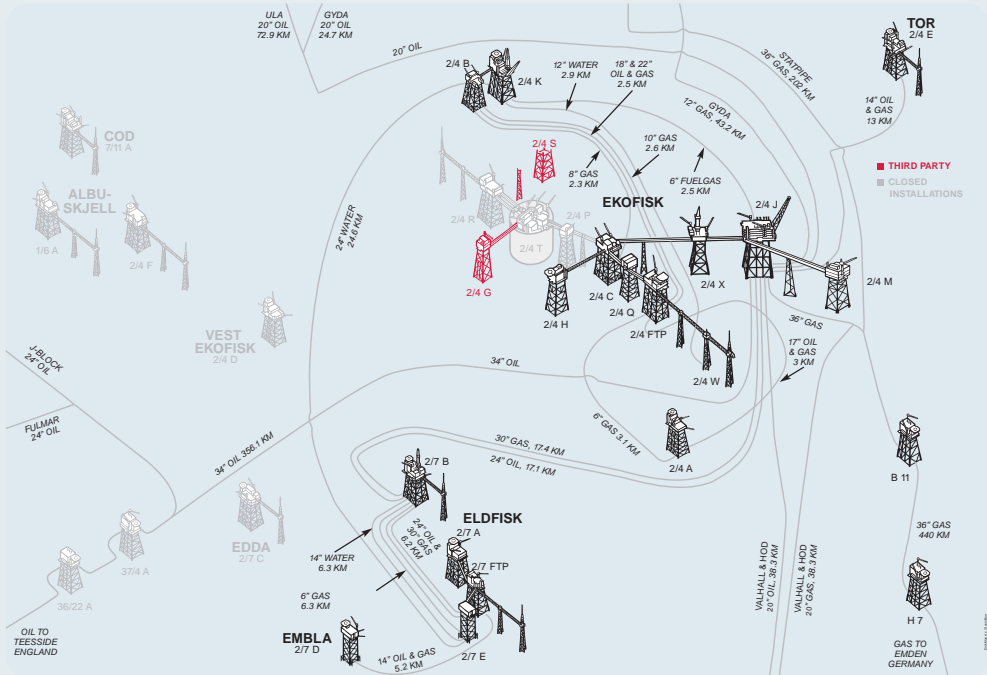 ULA
20" OIL
72.9 KM
GYDA
20" OIL
24.7 KM
20" OIL
TOR
2/4 E
STATPIPE
36" GAS, 202 KM
GYDA
12" GAS, 43.2 KM
14" OIL
& GAS
13 KM
2/4 B
2/4 K
12" WATER
2.9 KM
18" & 22"
OIL & GAS
2.5 KM
10" GAS
2.6 KM
8" GAS
2.3 KM
6" FUELGAS
2.5 KM
THIRD PARTY
CLOSED
INSTALLATIONS
COD
7/11 A
ALBU-
SKJELL
1/6 A
2/4 F
24" WATER
24.6 KM
2/4 S
2/4 R
2/4 P
2/4 T
2/4 G
EKOFISK
2/4 J
2/4 X
2/4 M
2/4 H
2/4 C
2/4 Q
2/4 FTP
2/4 W
36" GAS
17" OIL
& GAS
3 KM
VEST
EKOFISK
2/4 D
J-BLOCK
24" OIL
FULMAR
24" OIL
34" OIL
34" OIL 356.1 KM
6" GAS 3.1 KM
2/4 A
30" GAS, 17.4 KM
24" OIL, 17.1 KM
B 11
36" GAS
440 KM
H 7
GAS TO
EMDEN
GERMANY
VALHALL & HOD
20" OIL, 38.3 KM
VALHALL & HOD
20" GAS, 38.3 KM
2/7 B
ELDFISK
2/7 A
2/7 FTP
24" OIL &
30" GAS
6.2 KM
14" WATER
6.3 KM
6" GAS
6.3 KM
EDDA
2/7 C
37/4 A
36/22 A
OIL TO
TEESSIDE
ENGLAND
EMBLA
2/7 D
14" OIL & GAS
5.2 KM
2/7 E